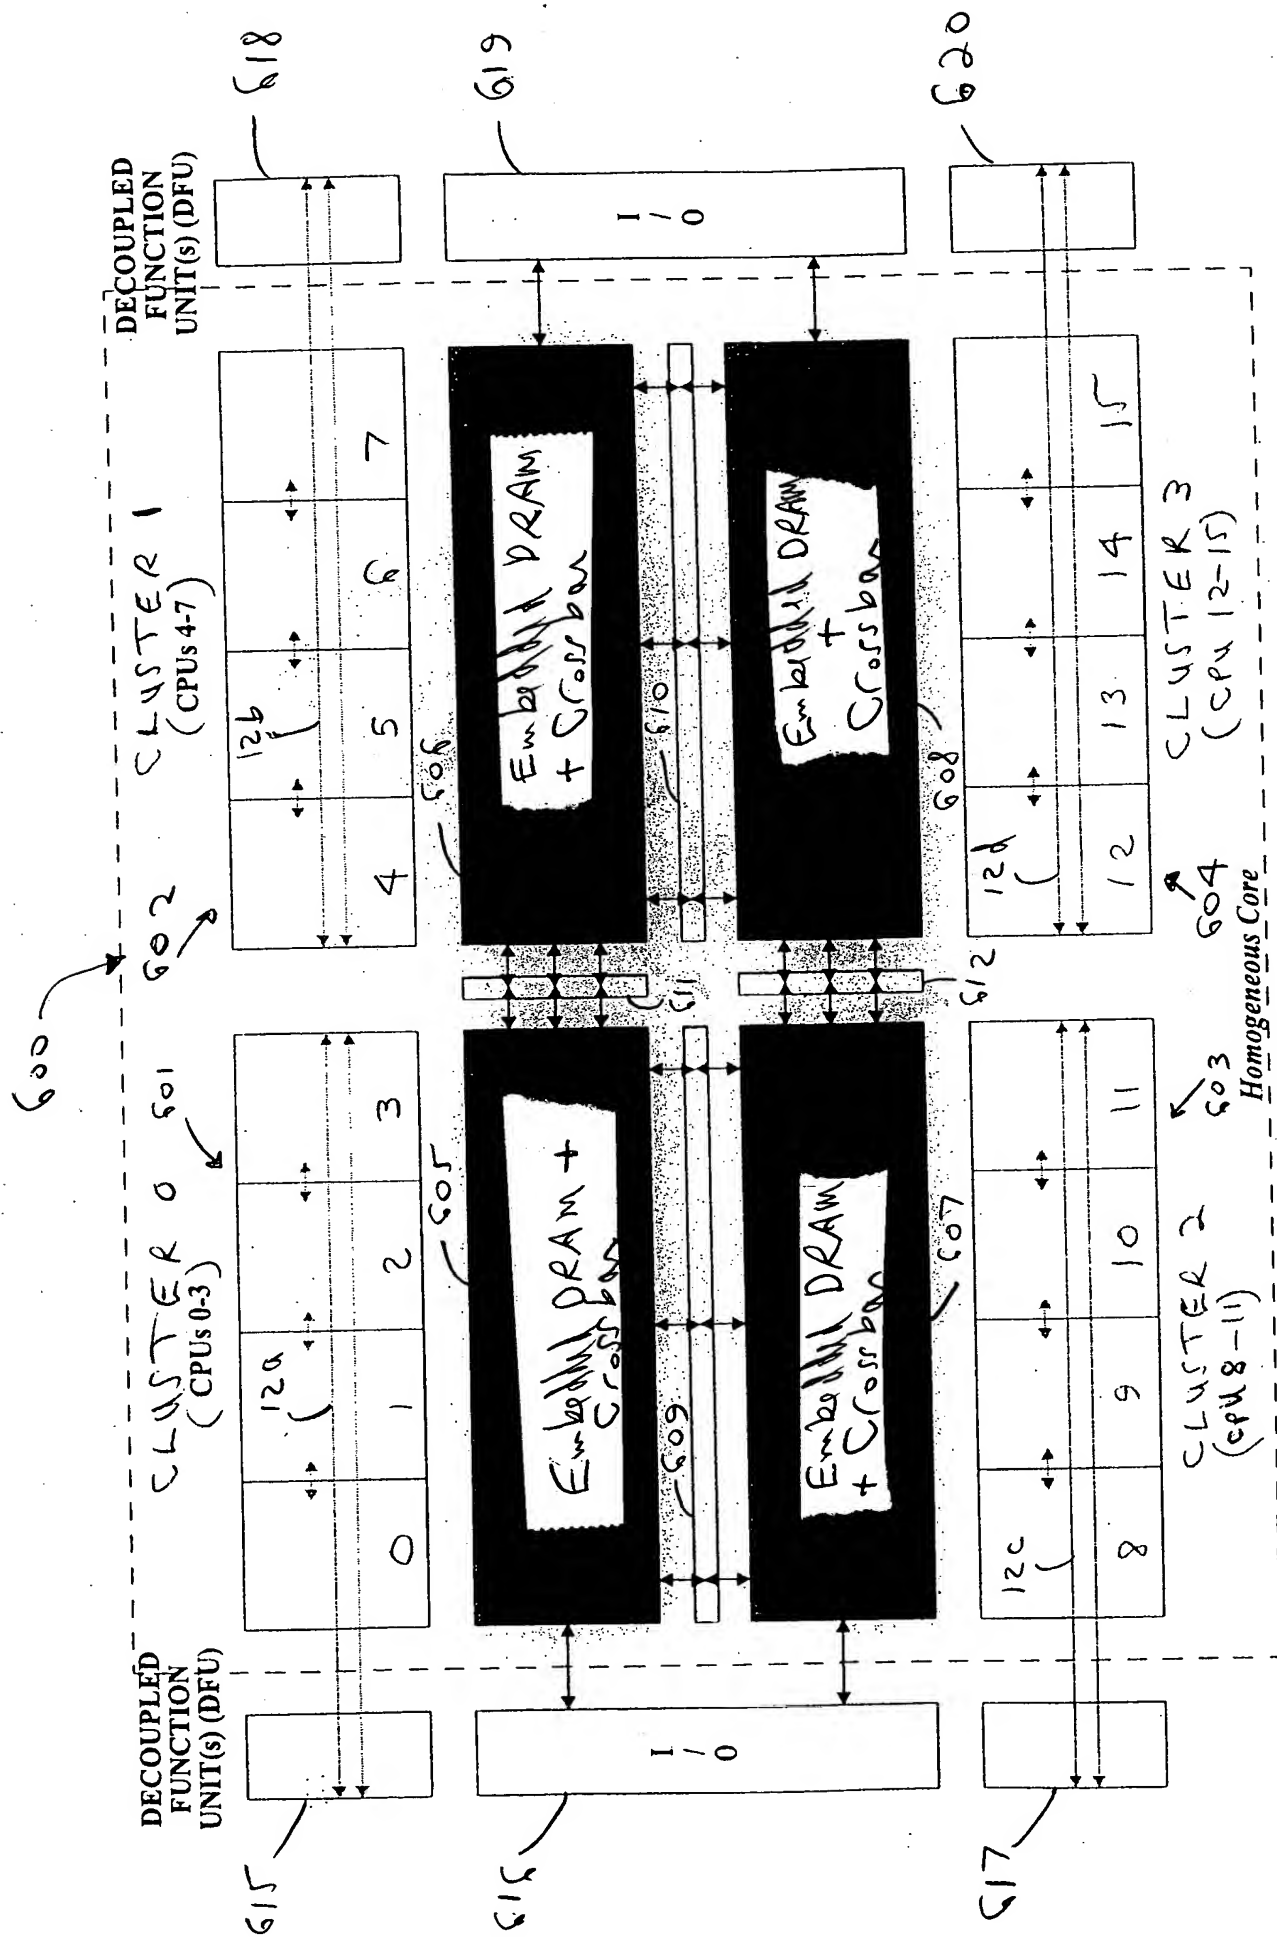 600
DECOUPLED
FUNCTION
UNIT(s) (DFU)
CLUSTER 0
(CPUs 0-3)
601
602
CLUSTER 1
(CPUs 4-7)
DECOUPLED
FUNCTION
UNIT(s) (DFU)
615
12a
0
1
2
3
12b
4
5
6
7
618
605
606
616
I/O
Embedded DRAM +
Crossbar
Embedded DRAM
+ Crossbar
I/O
619
609
611
610
Embedded DRAM
+ Crossbar
Embedded DRAM
+
Crossbar
607
612
608
617
12c
8
9
10
11
12d
12
13
14
15
620
CLUSTER 2
(CPU 8-11)
603
604
CLUSTER 3
(CPU 12-15)
Homogeneous Core